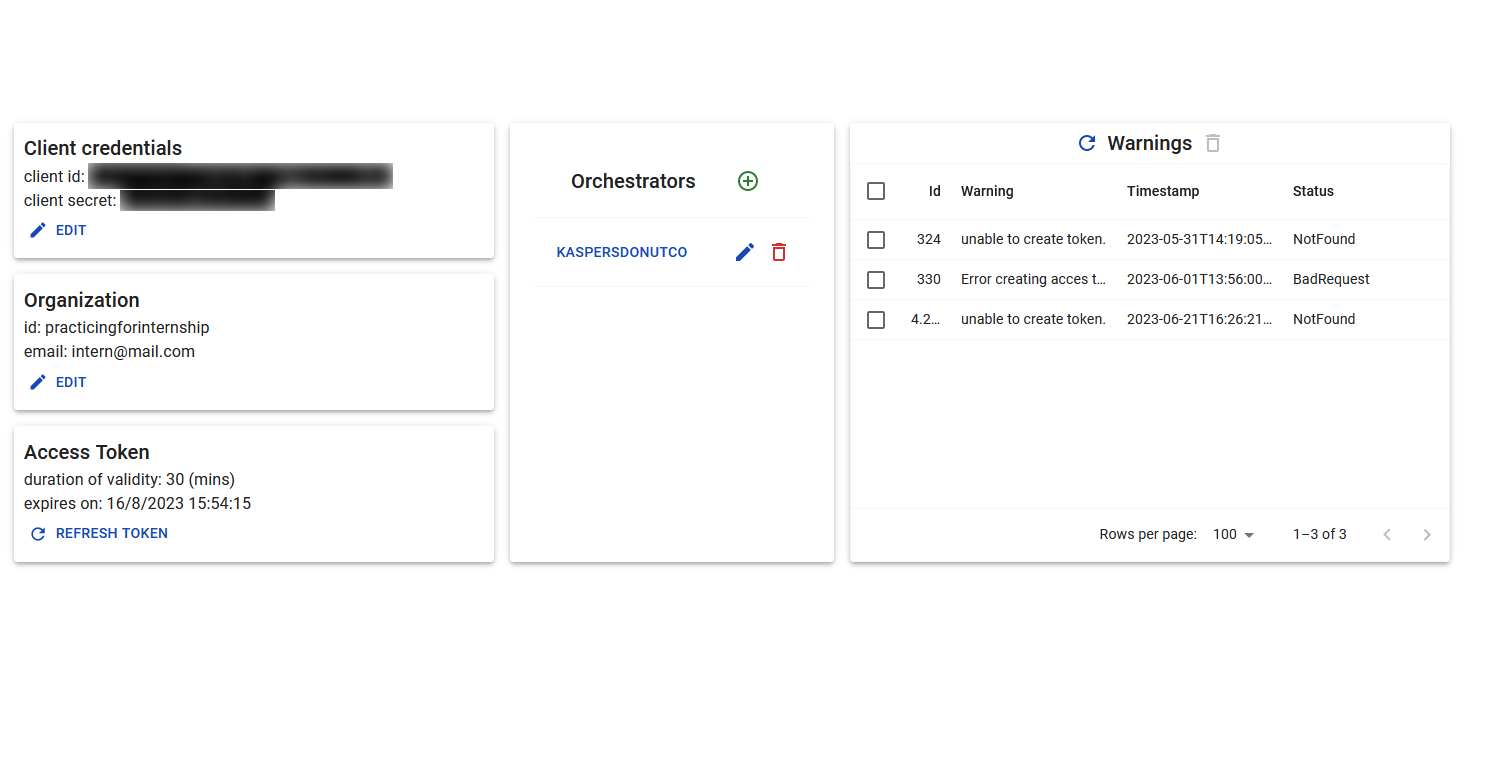 Client credentials
client id:
client secret:
EDIT
Organization
id: practicingforinternship
email: intern@mail.com
EDIT
Access Token
duration of validity: 30 (mins)
expires on: 16/8/2023 15:54:15
REFRESH TOKEN
Orchestrators
KASPERSDONUTCO
Warnings
Id Warning Timestamp Status
324 unable to create token. 2023-05-31T14:19:05... NotFound
330 Error creating acces t... 2023-06-01T13:56:00... BadRequest
4.2... unable to create token. 2023-06-21T16:26:21... NotFound
Rows per page: 100 1–3 of 3